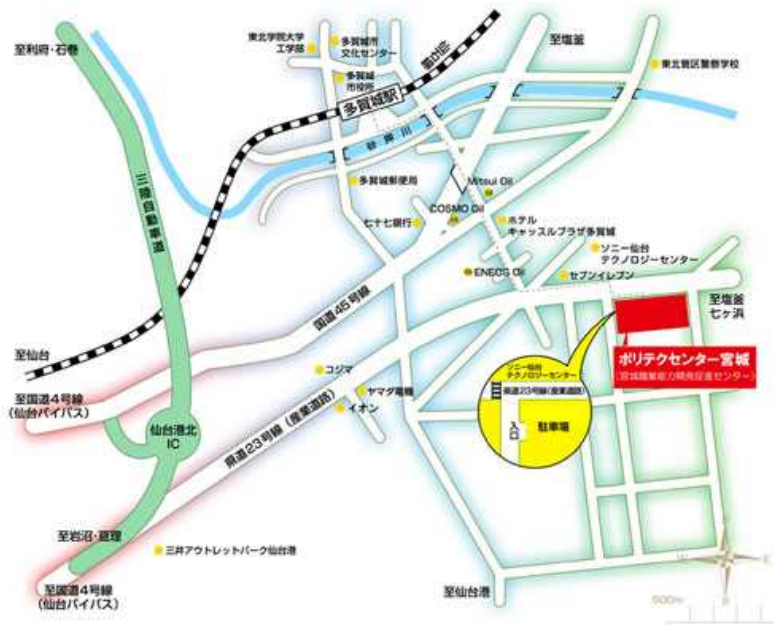 至利府・石巻
東北学院大学
工学部
多賀城市
文化センター
至塩釜
東北管区警察学校
多賀城
市役所
仙石線
多賀城駅
砂押川
三陸自動車道
多賀城郵便局
Mitsui Oil
COSMO Oil
七十七銀行
ホテル
キャッスルプラザ多賀城
ソニー仙台
テクノロジーセンター
ENEOS Oil
セブンイレブン
国道45号線
至塩釜
七ヶ浜
至仙台
ポリテクセンター宮城
(宮城職業能力開発促進センター)
コジマ
ソニー仙台
テクノロジーセンター
県道23号線(産業道路)
ヤマダ電機
イオン
至国道4号線
(仙台バイパス)
仙台港北
IC
入口
駐車場
県道23号線(産業道路)
至岩沼・亘理
三井アウトレットパーク仙台港
至国道4号線
(仙台バイパス)
至仙台港
N
W
E
S
500m